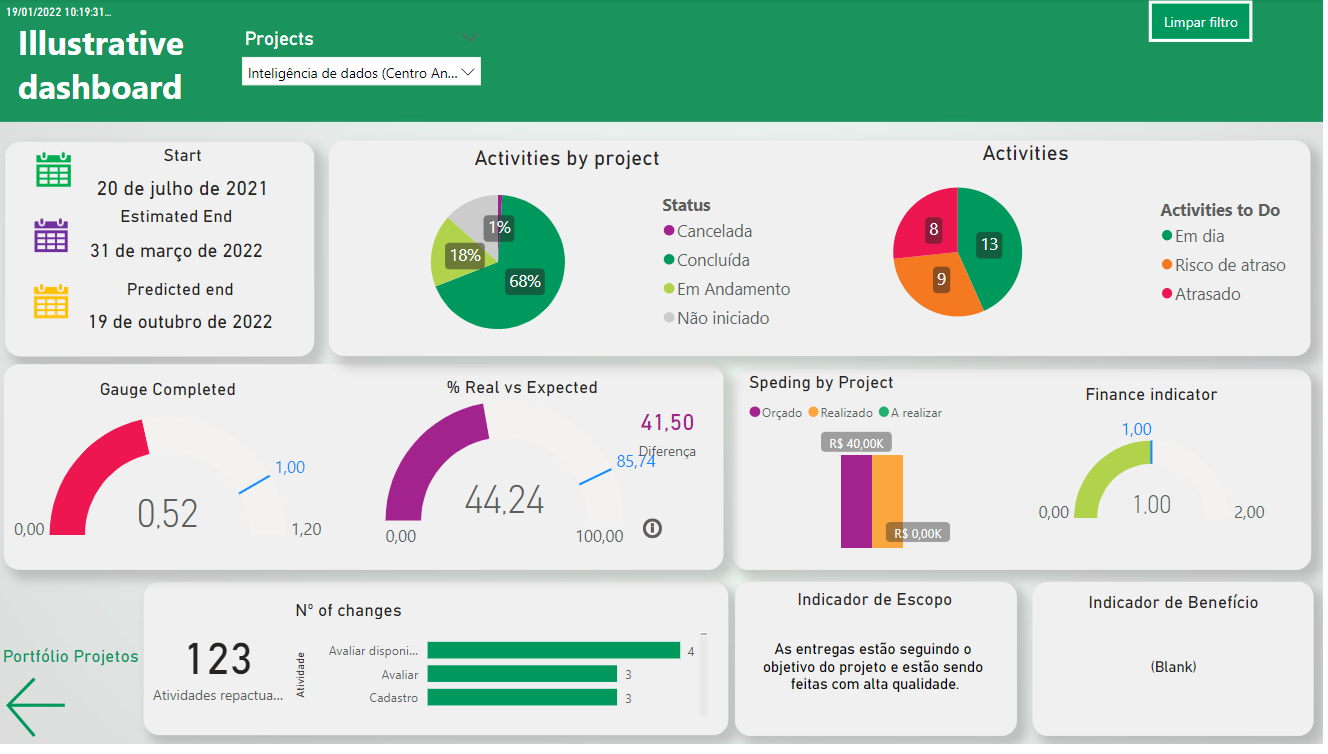 19/01/2022 10:19:31...
Illustrative
dashboard
Projects
Inteligência de dados (Centro An...
Limpar filtro
Start
20 de julho de 2021
Estimated End
31 de março de 2022
Predicted end
19 de outubro de 2022
Activities by project
1%
18%
68%
Status
Cancelada
Concluída
Em Andamento
Não iniciado
Activities
8
13
9
Activities to Do
Em dia
Risco de atraso
Atrasado
Gauge Completed
1,00
0,52
0,00
1,20
% Real vs Expected
41,50
Diferença
85,74
44,24
0,00
100,00
Speding by Project
Orçado
Realizado
A realizar
R$ 40,00K
R$ 0,00K
Finance indicator
1,00
0,00
1,00
2,00
Portfólio Projetos
Nº of changes
123
Atividades repactua...
Atividade
Avaliar disponi...
4
Avaliar
3
Cadastro
3
Indicador de Escopo
As entregas estão seguindo o
objetivo do projeto e estão sendo
feitas com alta qualidade.
Indicador de Benefício
(Blank)